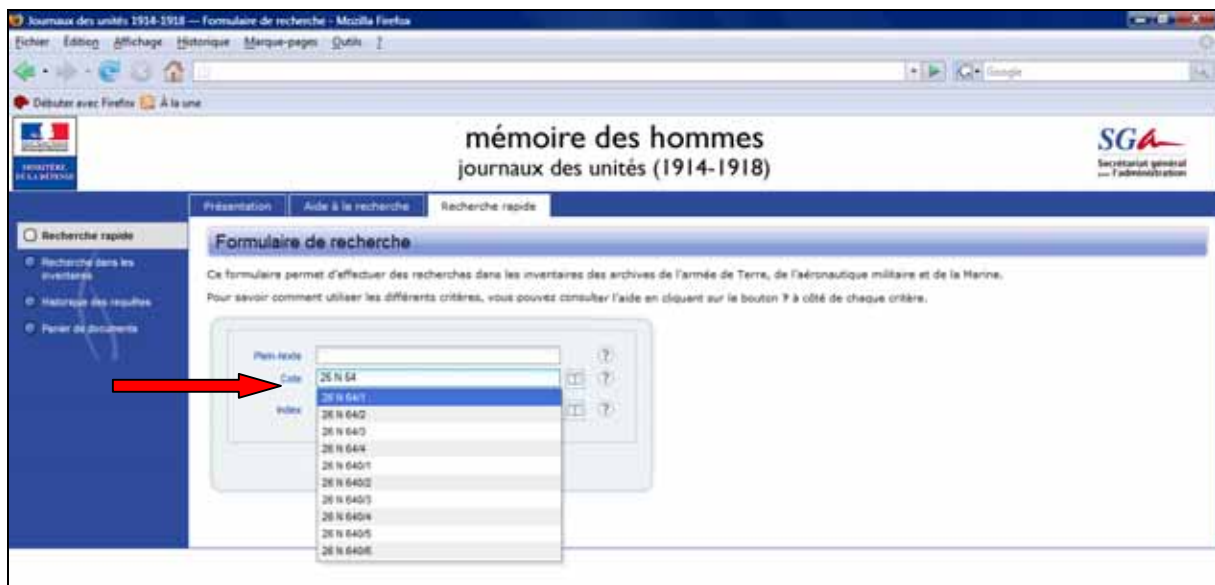 Journaux des unités 1914-1918 — Formulaire de recherche - Mozilla Firefox
Fichier Édition Affichage Historique Marque-pages Outils ?
Google
Débuter avec Firefox À la une
MINISTÈRE DE LA DÉFENSE
mémoire des hommes
journaux des unités (1914-1918)
SGA
Secrétariat général
pour l'administration
Présentation Aide à la recherche Recherche rapide
Recherche rapide
Recherche dans les
inventaires
Historique des requêtes
Panier de documents
Formulaire de recherche
Ce formulaire permet d'effectuer des recherches dans les inventaires des archives de l'armée de Terre, de l'aéronautique militaire et de la Marine.
Pour savoir comment utiliser les différents critères, vous pouvez consulter l'aide en cliquant sur le bouton ? à côté de chaque critère.
Plein-texte ?
Cote 26 N 64 ?
Index ?
26 N 64/1
26 N 64/2
26 N 64/3
26 N 64/4
26 N 640/1
26 N 640/2
26 N 640/3
26 N 640/4
26 N 640/5
26 N 640/6